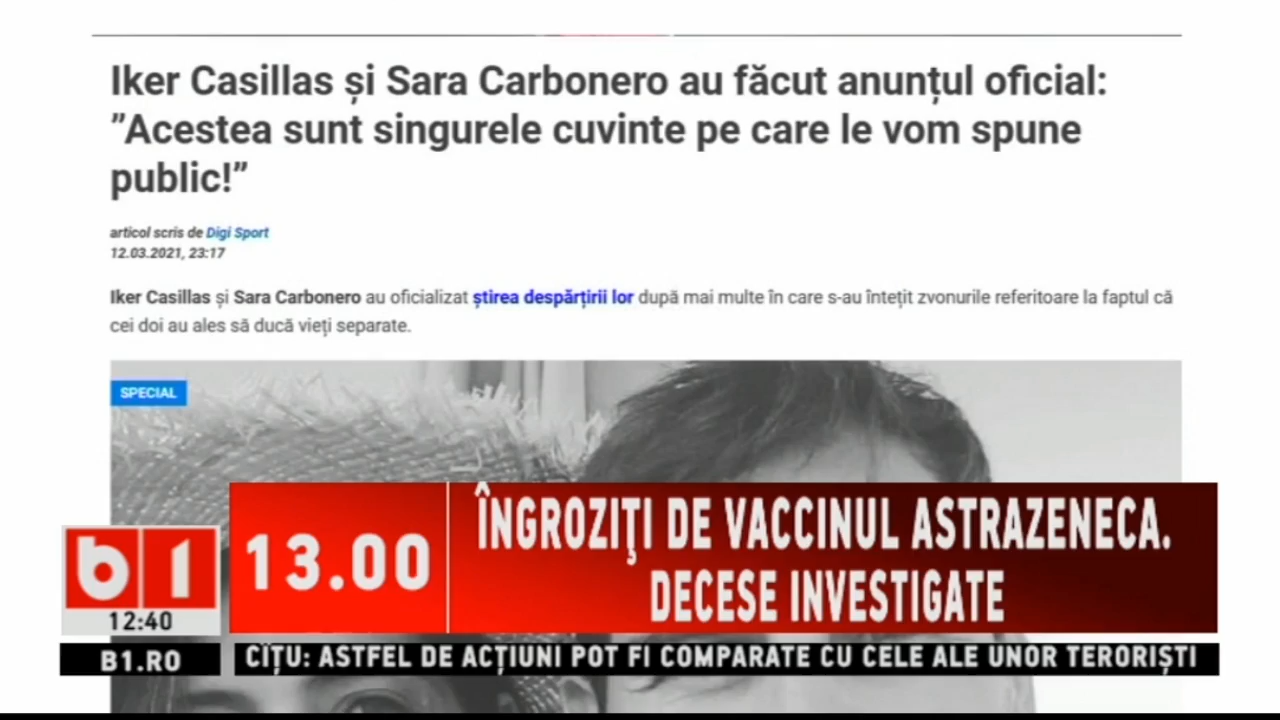 Iker Casillas și Sara Carbonero au făcut anunțul oficial:
”Acestea sunt singurele cuvinte pe care le vom spune
public!”
articol scris de Digi Sport
12.03.2021, 23:17
Iker Casillas și Sara Carbonero au oficializat știrea despărțirii lor după mai multe în care s-au întețit zvonurile referitoare la faptul că
cei doi au ales să ducă vieți separate.
SPECIAL
13.00
ÎNGROZIŢI DE VACCINUL ASTRAZENECA.
DECESE INVESTIGATE
b1
12:40
B1.RO
CÎŢU: ASTFEL DE ACŢIUNI POT FI COMPARATE CU CELE ALE UNOR TERORIŞTI